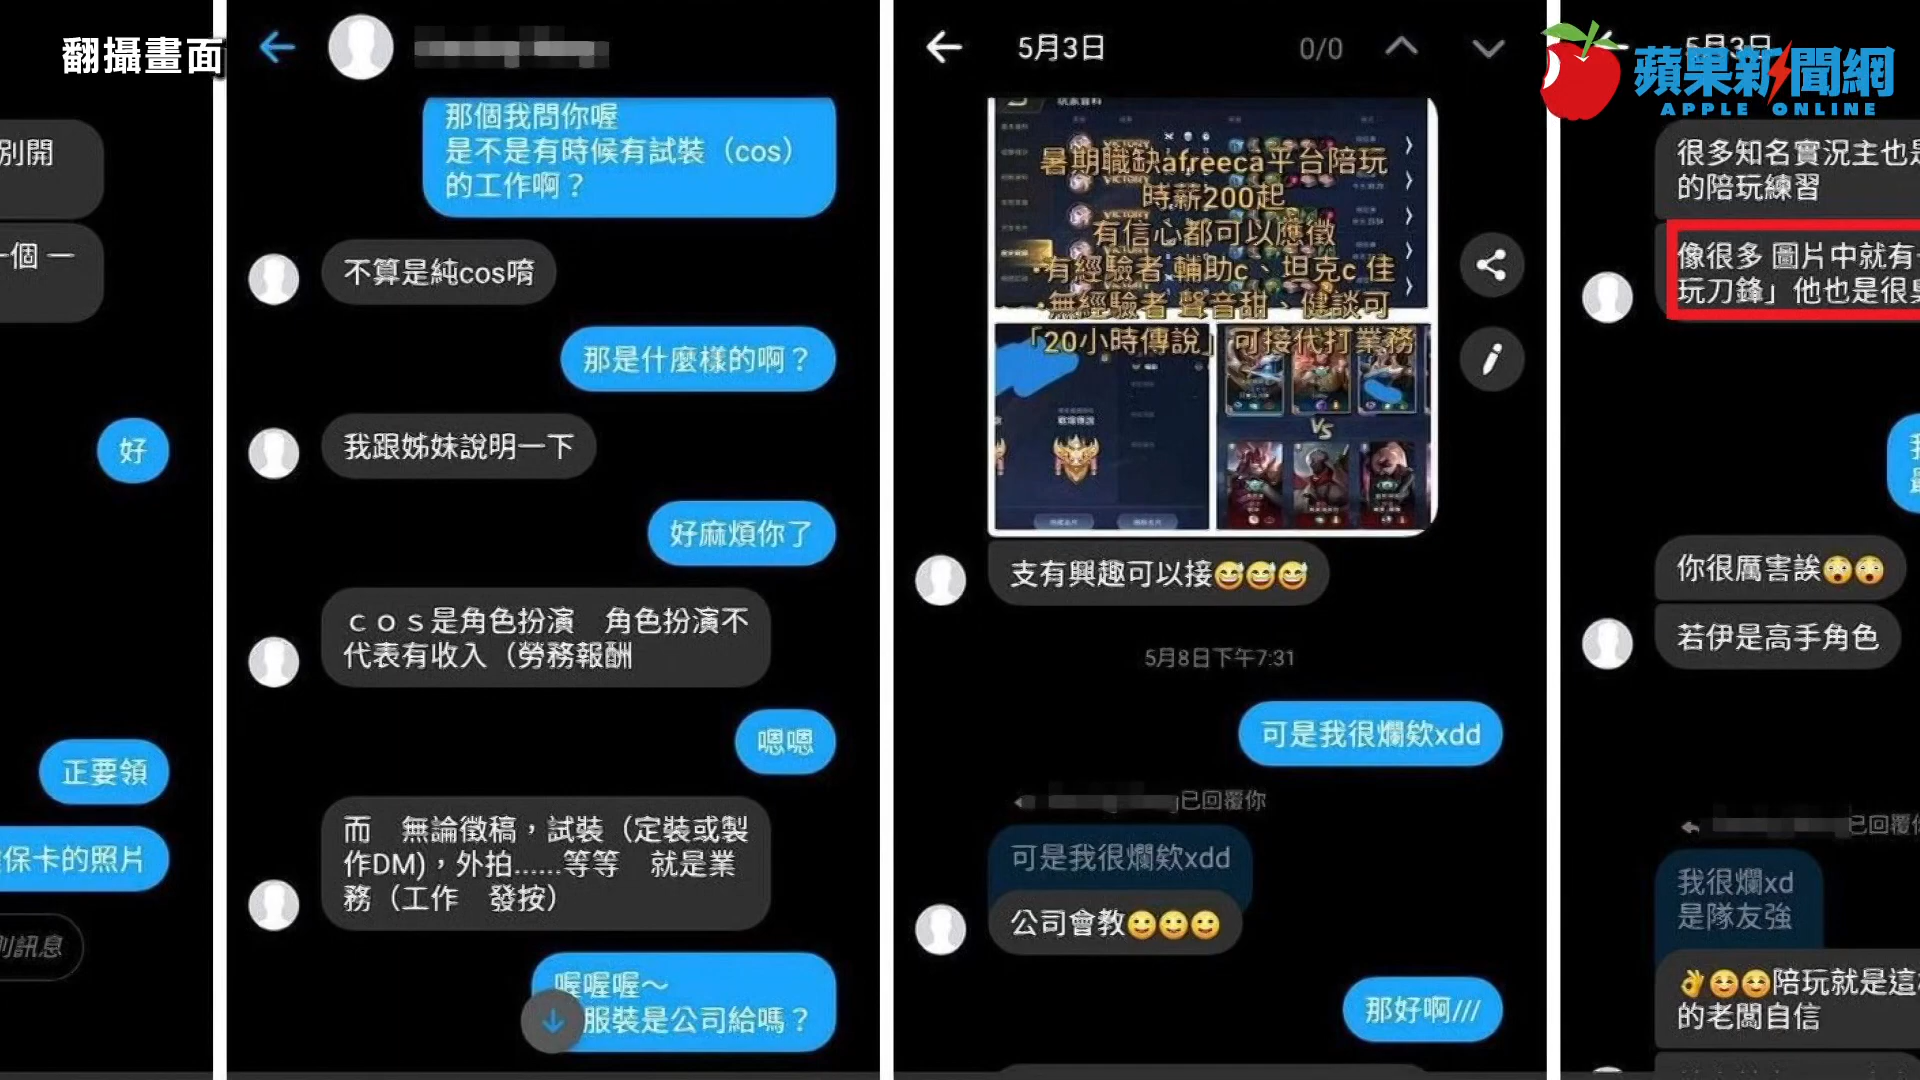 翻攝畫面
別開
一個 一
好
正要領
保卡的照片
訊息
那個我問你喔
是不是有時候有試裝（cos）
的工作啊？
不算是純cos唷
那是什麼樣的啊？
我跟姊妹說明一下
好麻煩你了
ｃｏｓ是角色扮演　角色扮演不
代表有收入（勞務報酬
嗯嗯
而　無論徵稿，試裝（定裝或製
作DM)，外拍......等等　就是業
務（工作　發按）
喔喔喔～
服裝是公司給嗎？
5月3日
0/0
暑期職缺afreeca平台陪玩
時薪200起
有信心都可以應徵
•有經驗者 輔助c、坦克c 佳
•無經驗者 聲音甜、健談可
「20小時傳說」可接代打業務
VS
支有興趣可以接😅😅😅
5月8日下午7:31
可是我很爛欸xdd
已回覆你
可是我很爛欸xdd
公司會教😀😀😀
那好啊///
5月3日
蘋果新聞網
APPLE ONLINE
很多知名實況主也是
的陪玩練習
像很多 圖片中就有
玩刀鋒」他也是很
你很厲害誒😳😳
若伊是高手角色
已回覆你
我很爛xd
是隊友強
👌☺️☺️陪玩就是這
的老闆自信